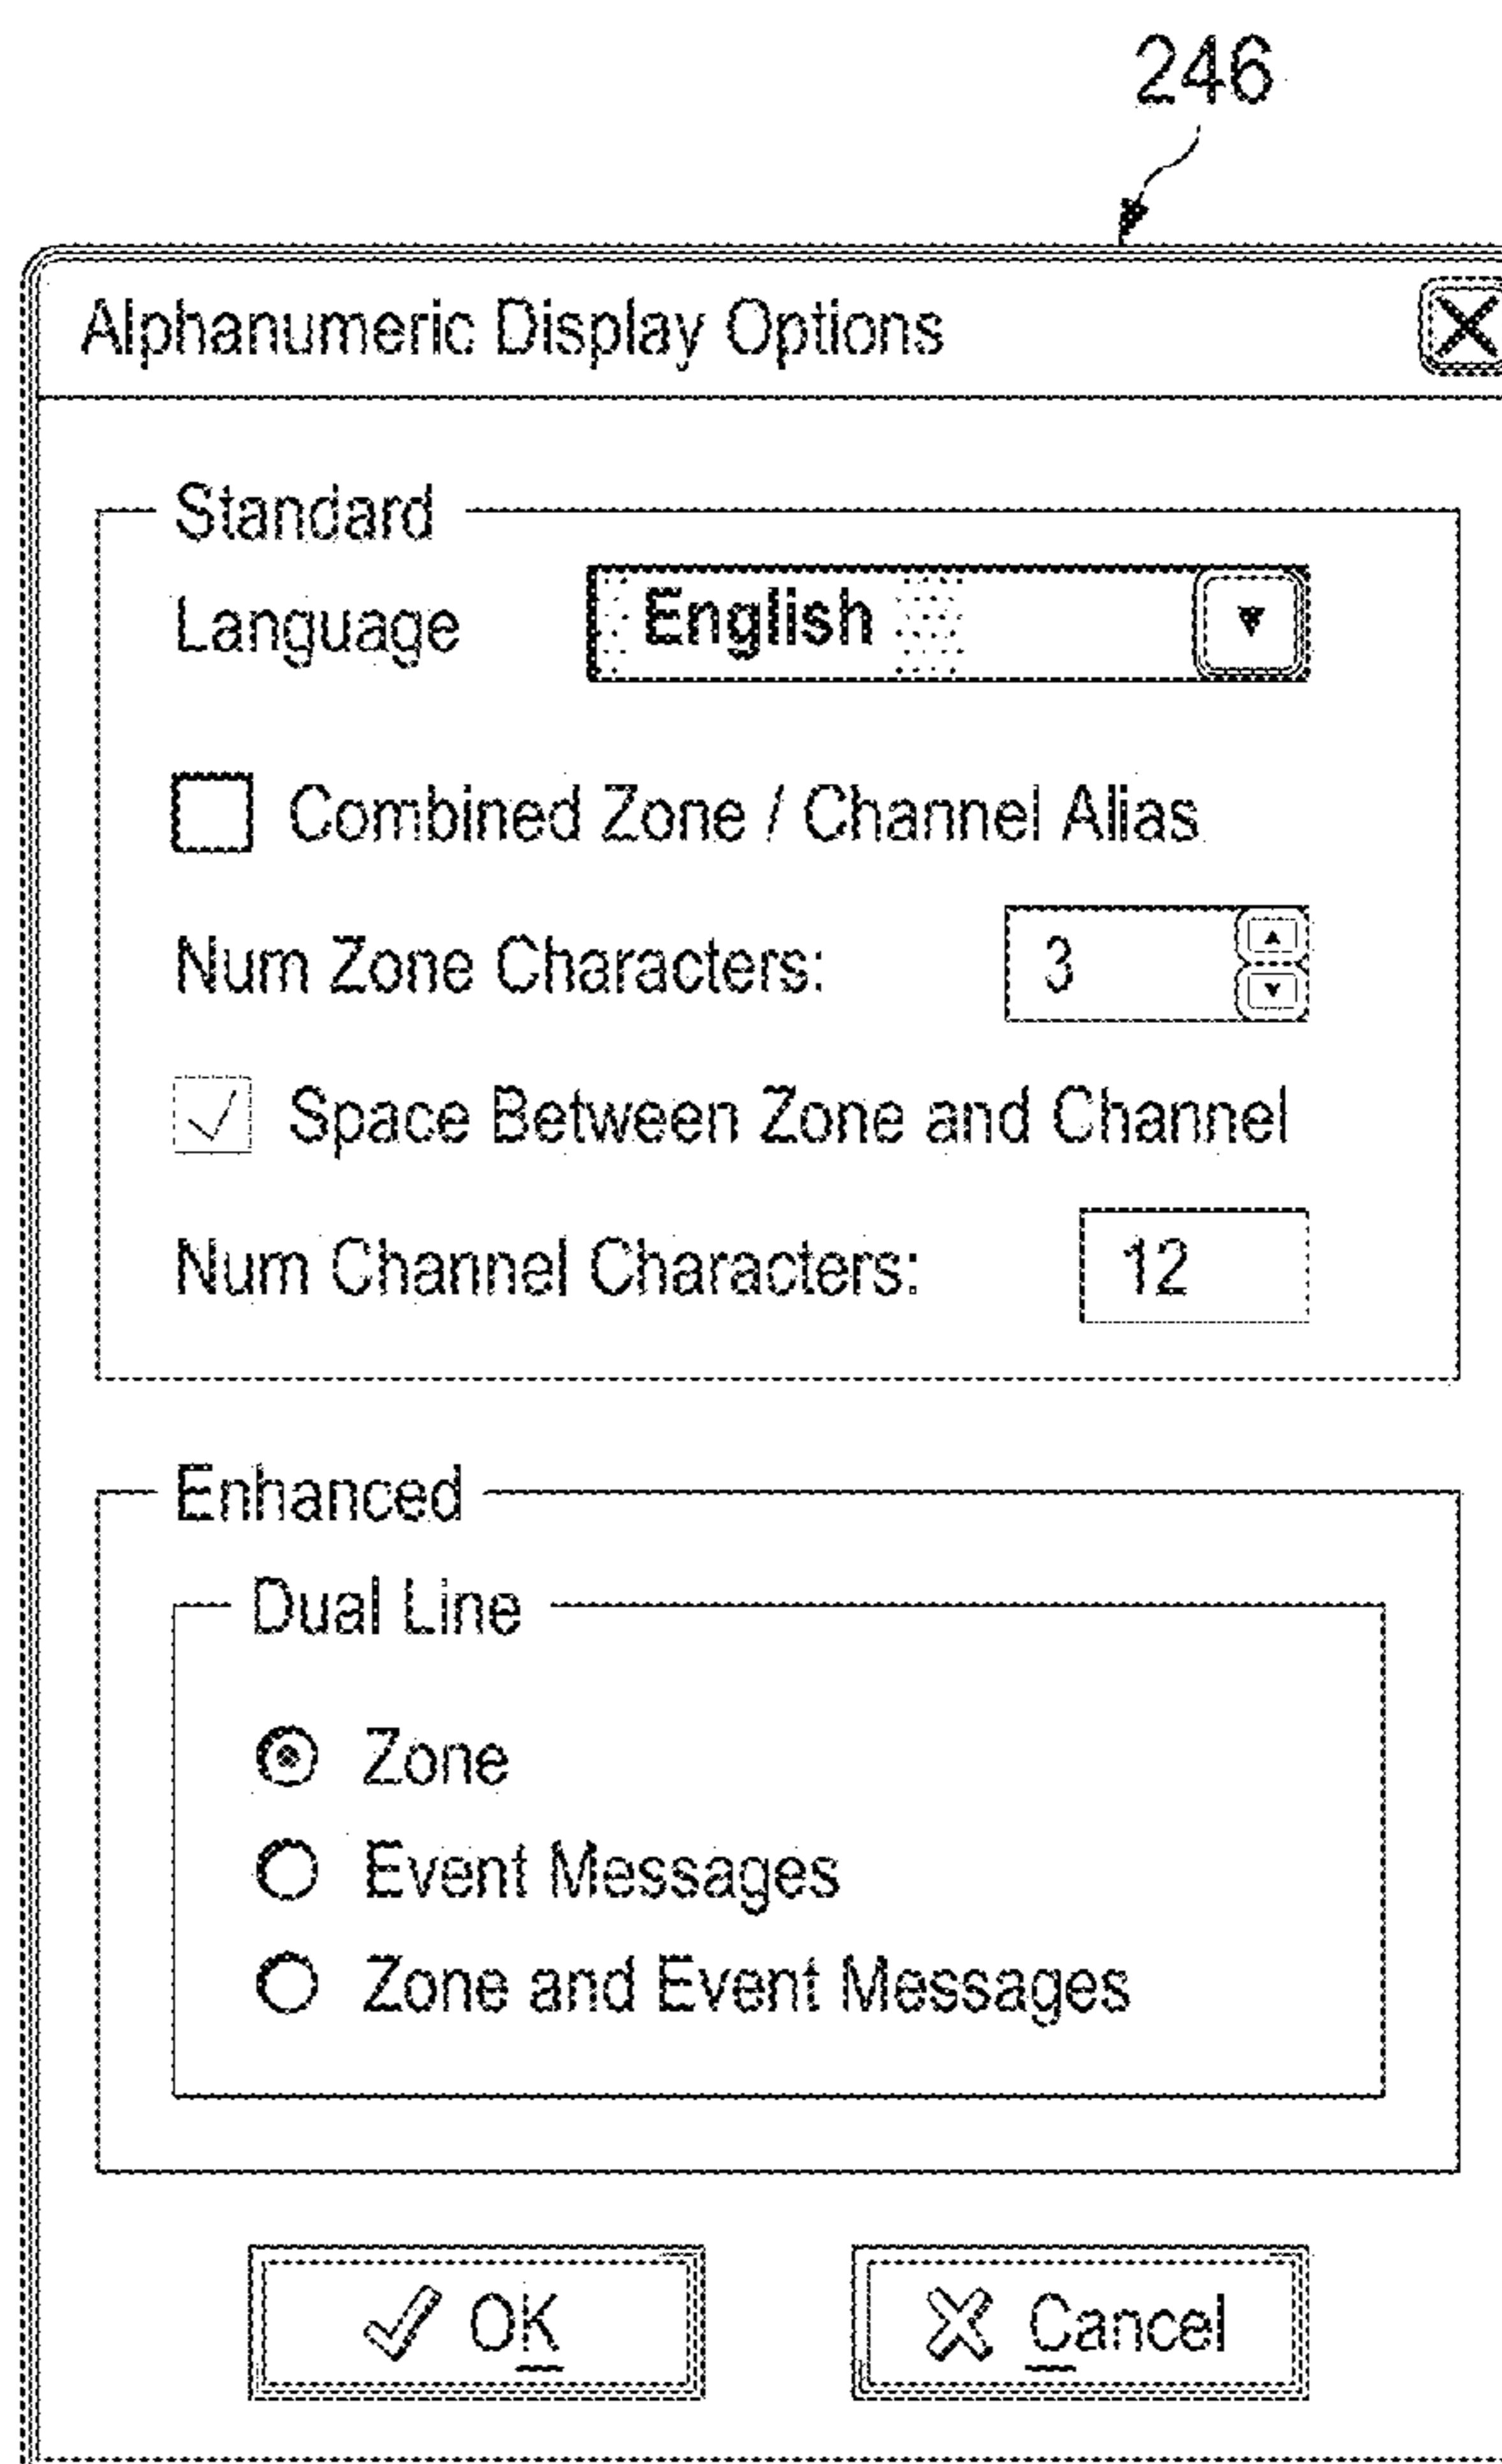 246
Alphanumeric Display Options
Standard
Language English
Combined Zone / Channel Alias
Num Zone Characters: 3
Space Between Zone and Channel
Num Channel Characters: 12
Enhanced
Dual Line
Zone
Event Messages
Zone and Event Messages
OK Cancel